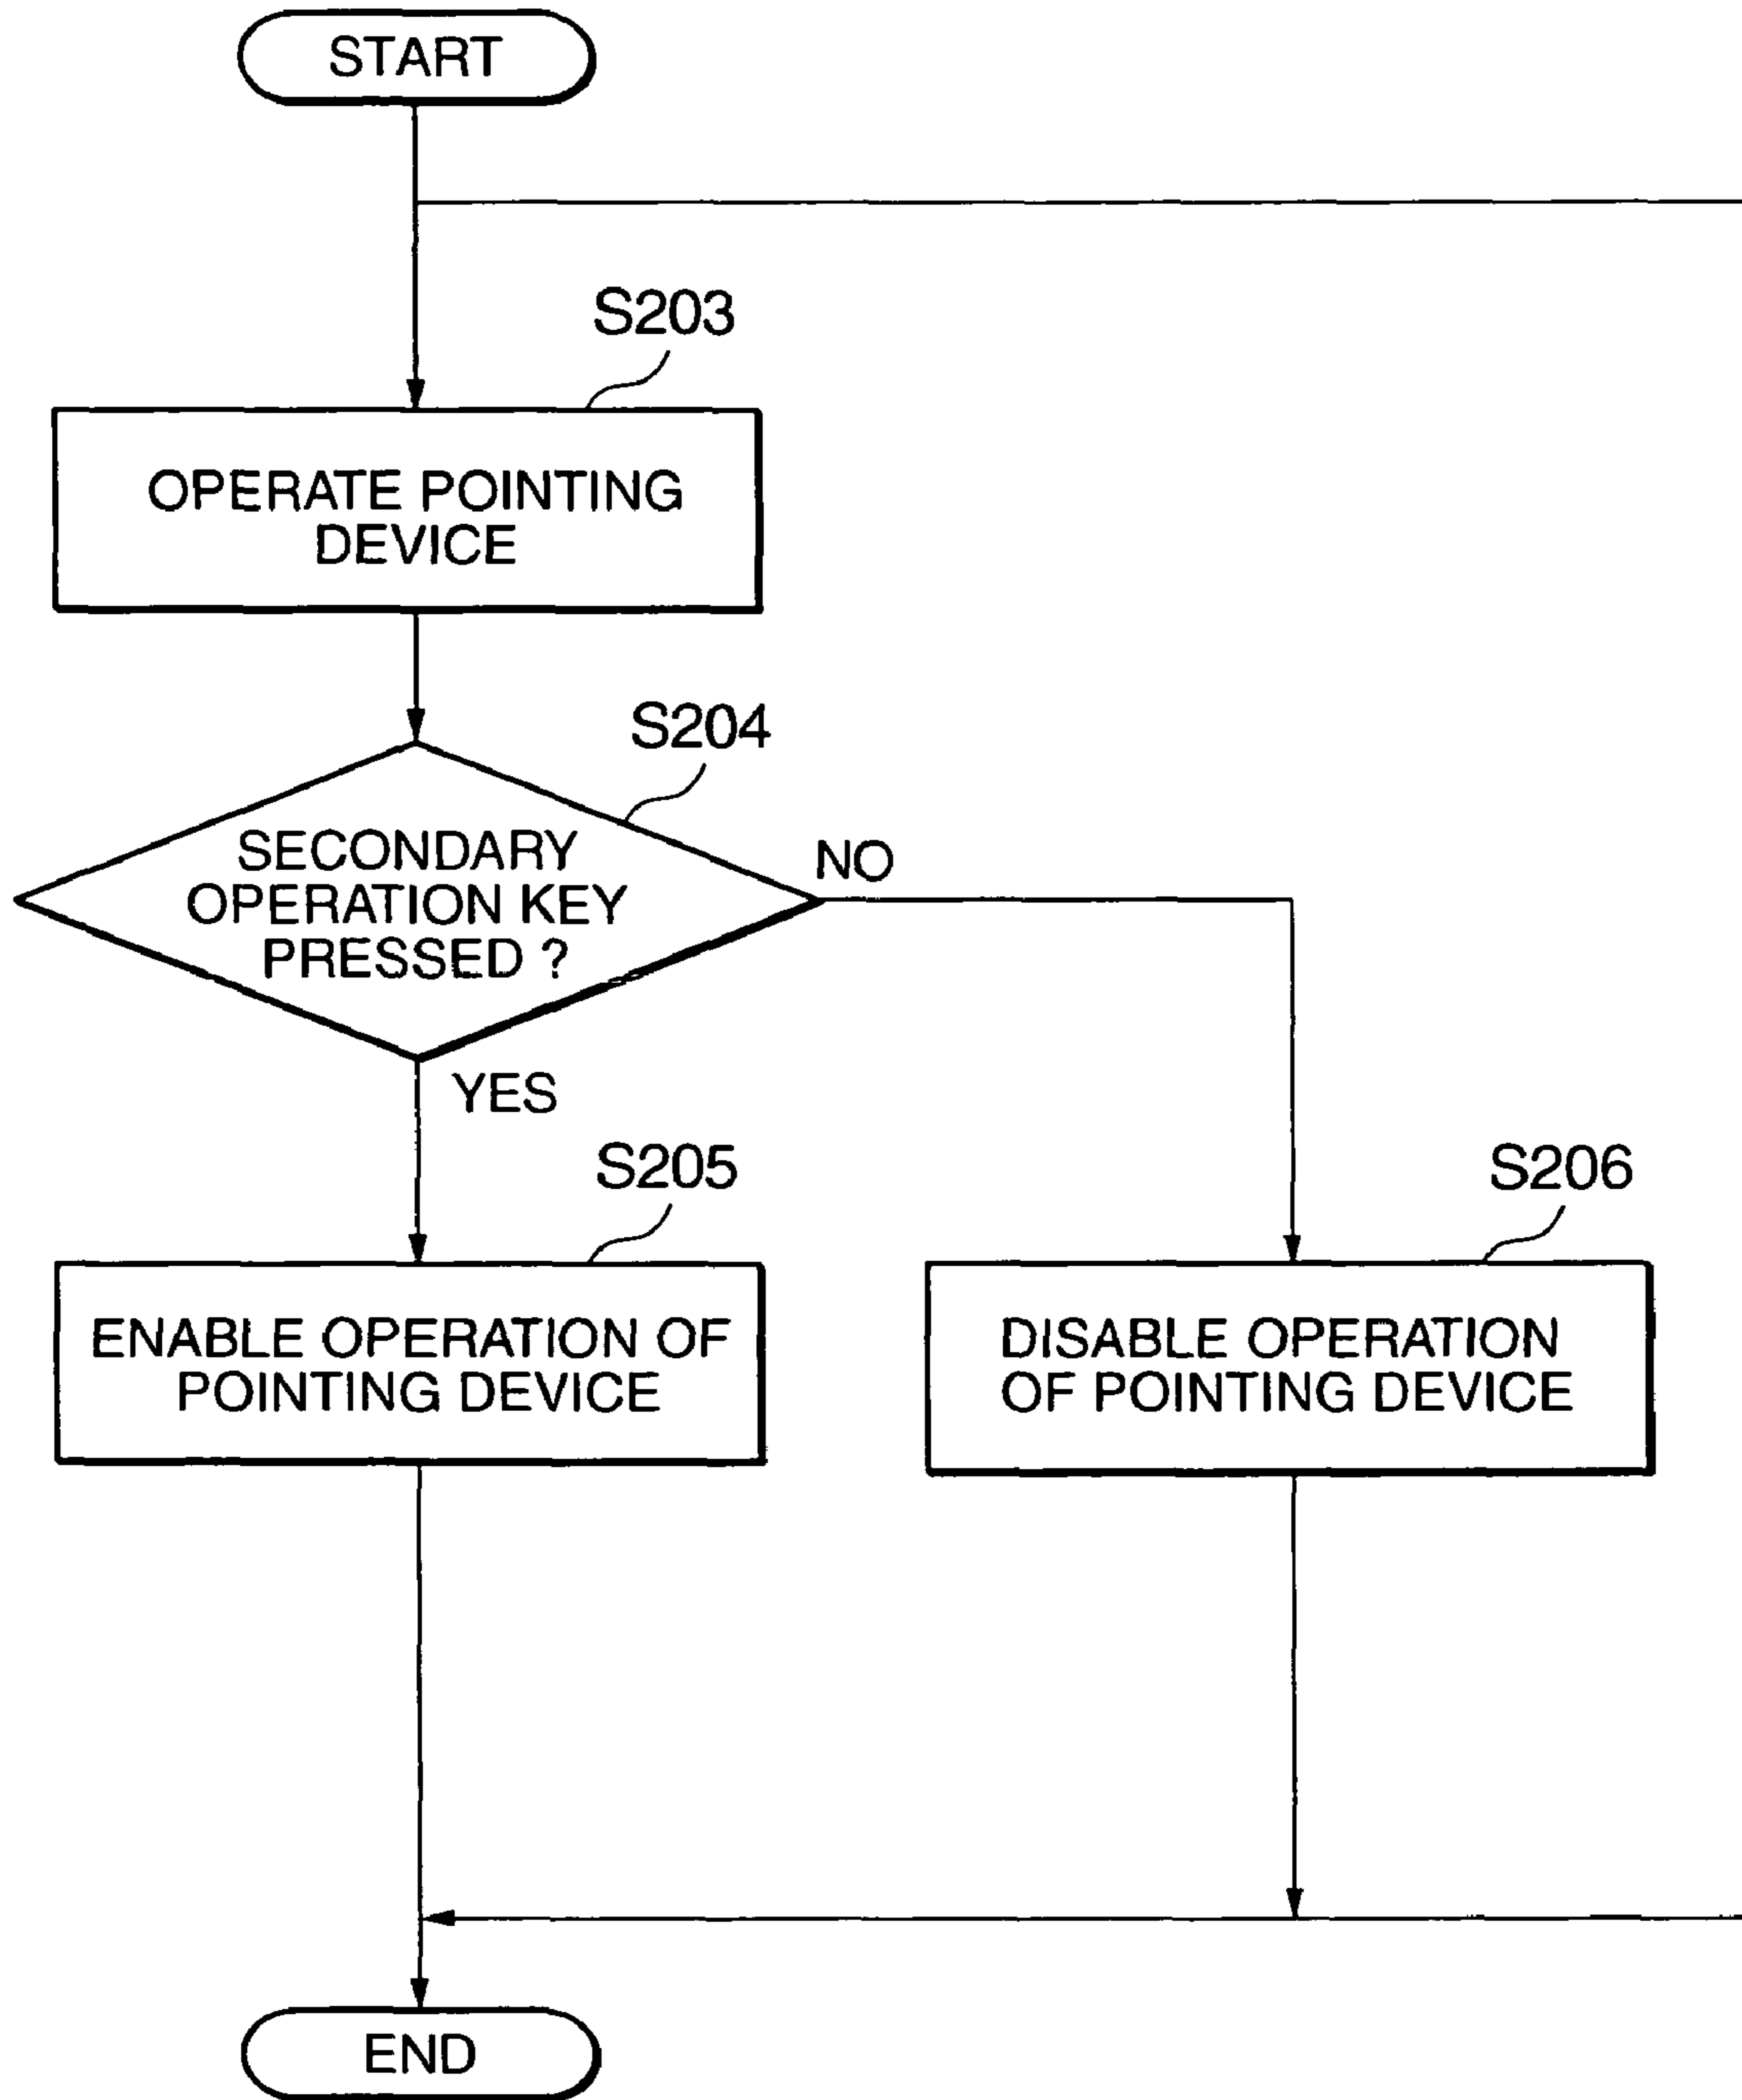 START
S203
OPERATE POINTING
DEVICE
S204
SECONDARY
OPERATION KEY
PRESSED ?
NO
YES
S205
ENABLE OPERATION OF
POINTING DEVICE
S206
DISABLE OPERATION
OF POINTING DEVICE
END